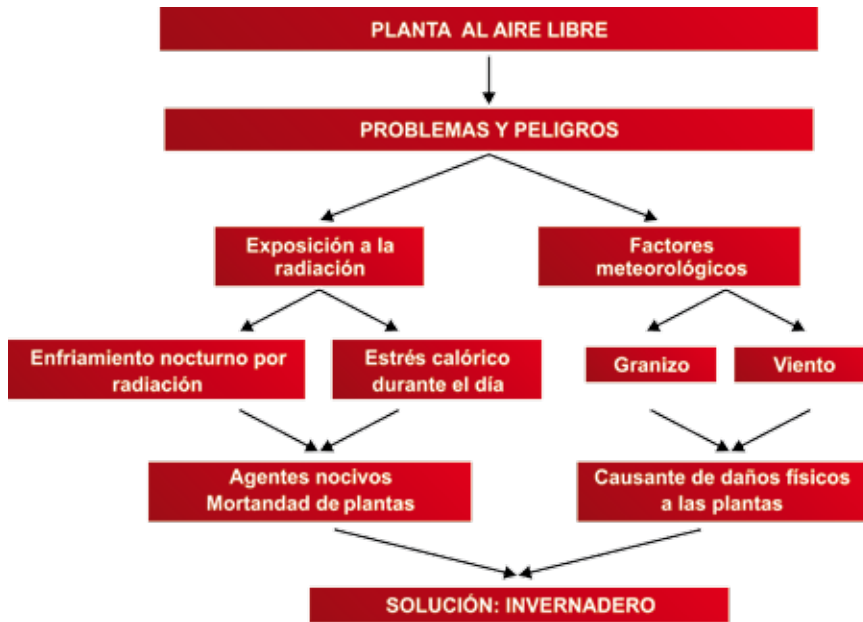 PLANTA AL AIRE LIBRE
PROBLEMAS Y PELIGROS
Exposición a la
radiación
Factores
meteorológicos
Enfriamiento nocturno por
radiación
Estrés calórico
durante el día
Granizo
Viento
Agentes nocivos
Mortandad de plantas
Causante de daños físicos
a las plantas
SOLUCIÓN: INVERNADERO